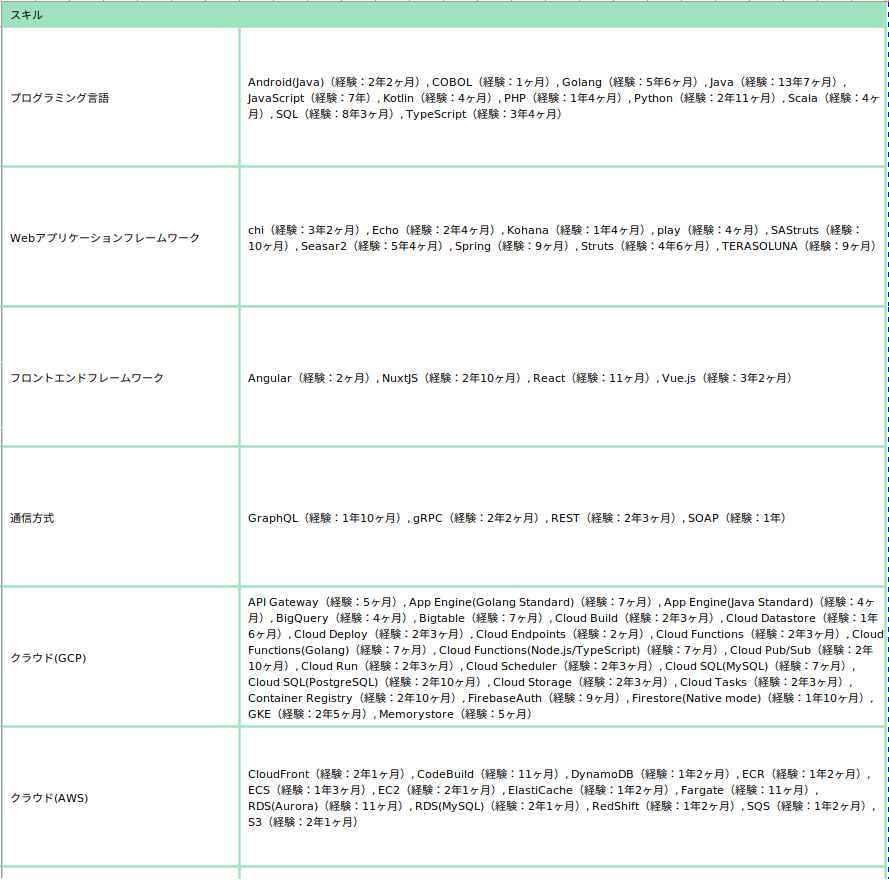 スキル
プログラミング言語
Android(Java)（経験：2年2ヶ月）, COBOL（経験：1ヶ月）, Golang（経験：5年6ヶ月）, Java（経験：13年7ヶ月）,
JavaScript（経験：7年）, Kotlin（経験：4ヶ月）, PHP（経験：1年4ヶ月）, Python（経験：2年11ヶ月）, Scala（経験：4ヶ
月）, SQL（経験：8年3ヶ月）, TypeScript（経験：3年4ヶ月）
Webアプリケーションフレームワーク
chi（経験：3年2ヶ月）, Echo（経験：2年4ヶ月）, Kohana（経験：1年4ヶ月）, play（経験：4ヶ月）, SAStruts（経験：
10ヶ月）, Seasar2（経験：5年4ヶ月）, Spring（経験：9ヶ月）, Struts（経験：4年6ヶ月）, TERASOLUNA（経験：9ヶ月）
フロントエンドフレームワーク
Angular（経験：2ヶ月）, NuxtJS（経験：2年10ヶ月）, React（経験：11ヶ月）, Vue.js（経験：3年2ヶ月）
通信方式
GraphQL（経験：1年10ヶ月）, gRPC（経験：2年2ヶ月）, REST（経験：2年3ヶ月）, SOAP（経験：1年）
クラウド(GCP)
API Gateway（経験：5ヶ月）, App Engine(Golang Standard)（経験：7ヶ月）, App Engine(Java Standard)（経験：4ヶ
月）, BigQuery（経験：4ヶ月）, Bigtable（経験：7ヶ月）, Cloud Build（経験：2年3ヶ月）, Cloud Datastore（経験：1年
6ヶ月）, Cloud Deploy（経験：2年3ヶ月）, Cloud Endpoints（経験：2ヶ月）, Cloud Functions（経験：2年3ヶ月）, Cloud
Functions(Golang)（経験：7ヶ月）, Cloud Functions(Node.js/TypeScript)（経験：7ヶ月）, Cloud Pub/Sub（経験：2年
10ヶ月）, Cloud Run（経験：2年3ヶ月）, Cloud Scheduler（経験：2年3ヶ月）, Cloud SQL(MySQL)（経験：7ヶ月）,
Cloud SQL(PostgreSQL)（経験：2年10ヶ月）, Cloud Storage（経験：2年3ヶ月）, Cloud Tasks（経験：2年3ヶ月）,
Container Registry（経験：2年10ヶ月）, FirebaseAuth（経験：9ヶ月）, Firestore(Native mode)（経験：1年10ヶ月）,
GKE（経験：2年5ヶ月）, Memorystore（経験：5ヶ月）
クラウド(AWS)
CloudFront（経験：2年1ヶ月）, CodeBuild（経験：11ヶ月）, DynamoDB（経験：1年2ヶ月）, ECR（経験：1年2ヶ月）,
ECS（経験：1年3ヶ月）, EC2（経験：2年1ヶ月）, ElastiCache（経験：1年2ヶ月）, Fargate（経験：11ヶ月）,
RDS(Aurora)（経験：11ヶ月）, RDS(MySQL)（経験：2年1ヶ月）, RedShift（経験：1年2ヶ月）, SQS（経験：1年2ヶ月）,
S3（経験：2年1ヶ月）